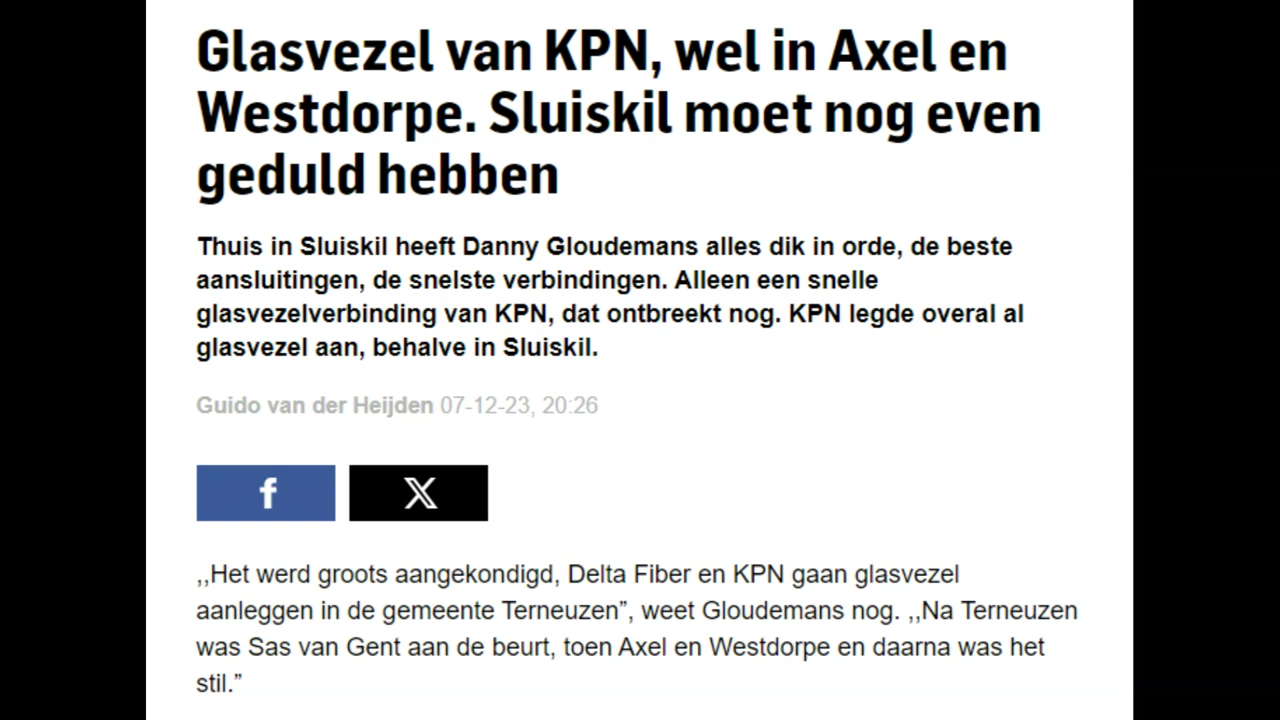 Glasvezel van KPN, wel in Axel en
Westdorpe. Sluiskil moet nog even
geduld hebben
Thuis in Sluiskil heeft Danny Gloudemans alles dik in orde, de beste
aansluitingen, de snelste verbindingen. Alleen een snelle
glasvezelverbinding van KPN, dat ontbreekt nog. KPN legde overal al
glasvezel aan, behalve in Sluiskil.
Guido van der Heijden 07-12-23, 20:26
f X
,,Het werd groots aangekondigd, Delta Fiber en KPN gaan glasvezel
aanleggen in de gemeente Terneuzen”, weet Gloudemans nog. ,,Na Terneuzen
was Sas van Gent aan de beurt, toen Axel en Westdorpe en daarna was het
stil.”